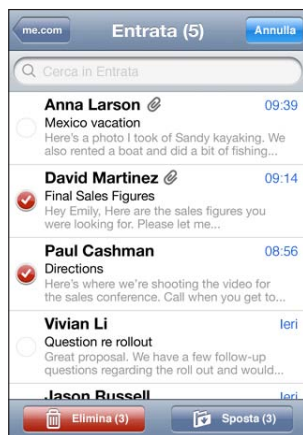 me.com
Entrata (5)
Annulla
Cerca in Entrata
Anna Larson 09:39
Mexico vacation
Here's a photo I took of Sandy kayaking. We
also rented a boat and did a bit of fishing...
David Martinez 09:14
Final Sales Figures
Hey Emily, Here are the sales figures you
were looking for. Please let me...
Paul Cashman 08:56
Directions
Here's where we're shooting the video for
the sales conference. Call when you get to...
Vivian Li Ieri
Question re rollout
Great proposal. We have a few follow-up
questions regarding the roll out and would...
Jason Russell Ieri
Elimina (3)
Sposta (3)